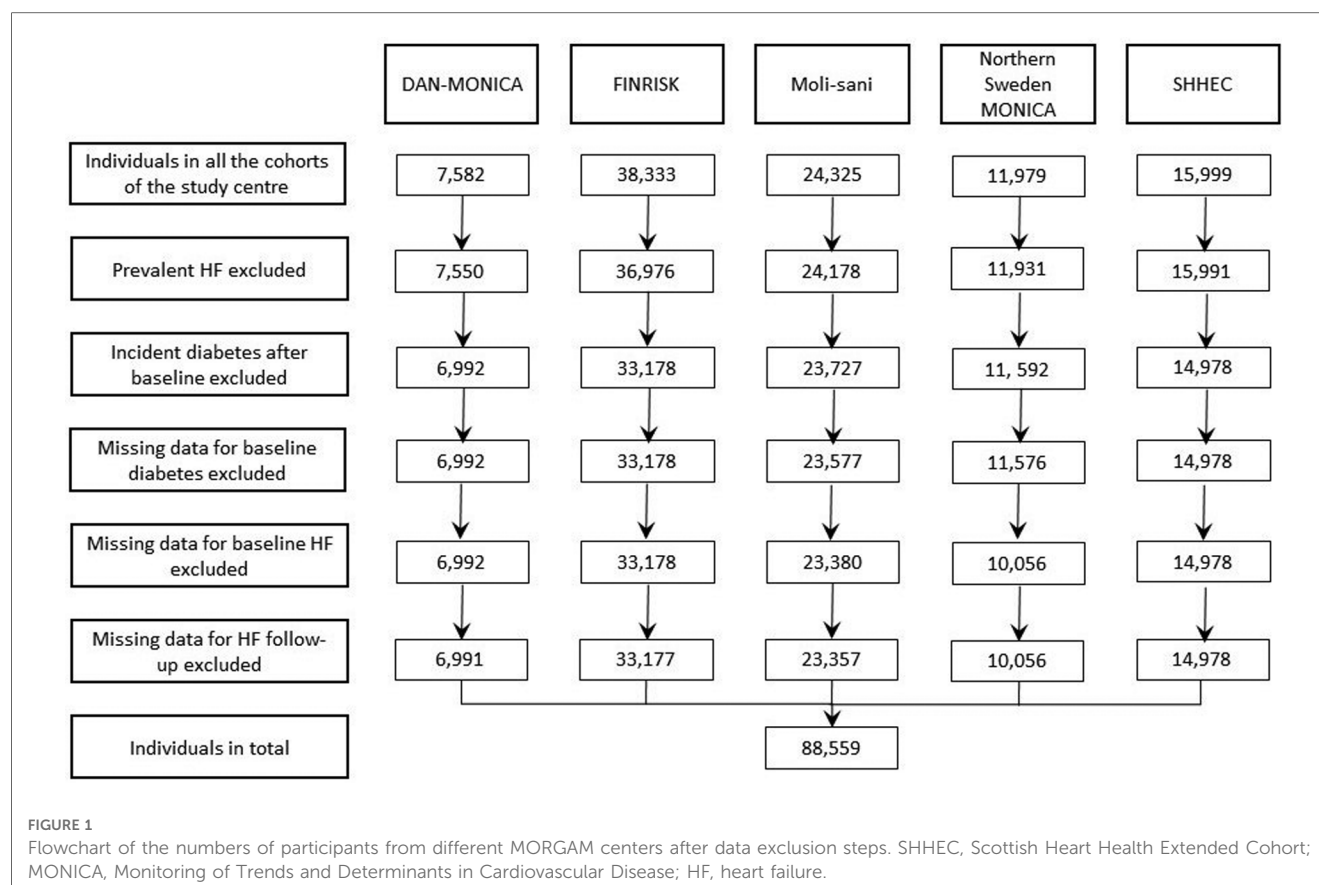 DAN-MONICA
FINRISK
Moli-sani
Northern
Sweden
MONICA
SHHEC
Individuals in all the cohorts
of the study centre
7,582
38,333
24,325
11,979
15,999
Prevalent HF excluded
7,550
36,976
24,178
11,931
15,991
Incident diabetes after
baseline excluded
6,992
33,178
23,727
11, 592
14,978
Missing data for baseline
diabetes excluded
6,992
33,178
23,577
11,576
14,978
Missing data for baseline HF
excluded
6,992
33,178
23,380
10,056
14,978
Missing data for HF follow-
up excluded
6,991
33,177
23,357
10,056
14,978
Individuals in total
88,559
FIGURE 1
Flowchart of the numbers of participants from different MORGAM centers after data exclusion steps. SHHEC, Scottish Heart Health Extended Cohort;
MONICA, Monitoring of Trends and Determinants in Cardiovascular Disease; HF, heart failure.